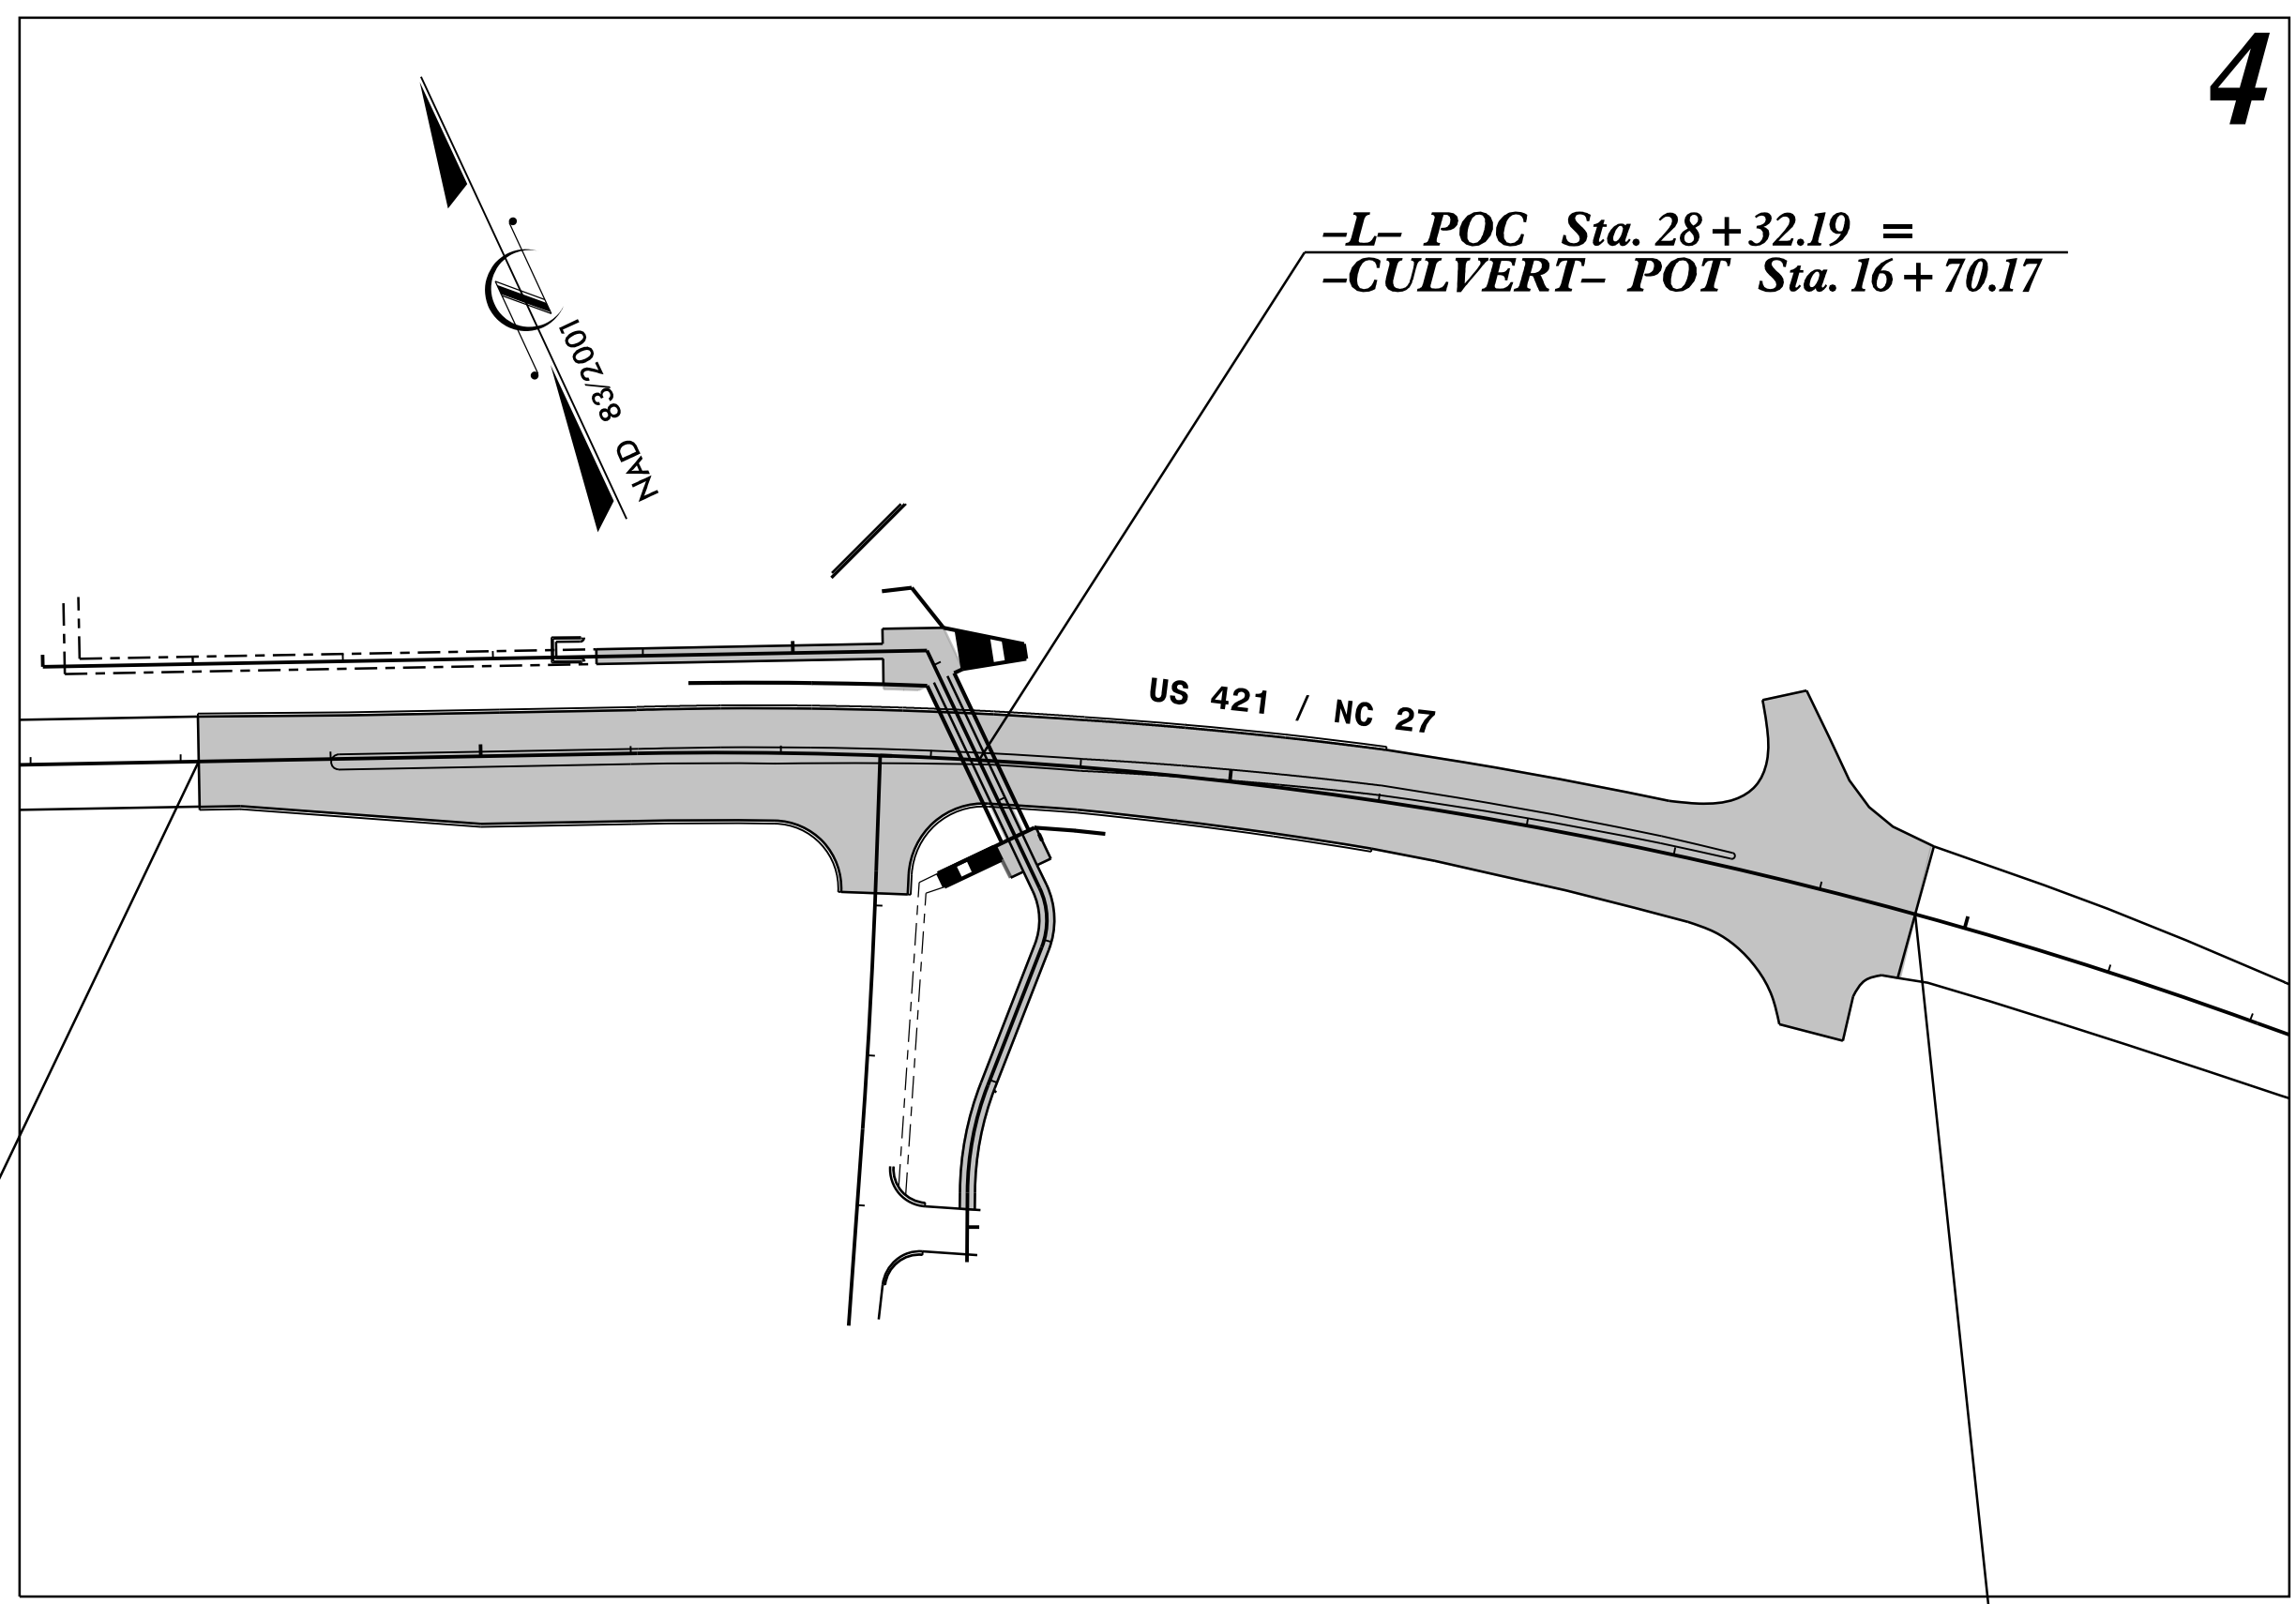 4
–L– POC Sta. 28+32.19 =
–CULVERT– POT Sta. 16+70.17
N
NAD 83/2001
US 421 / NC 27